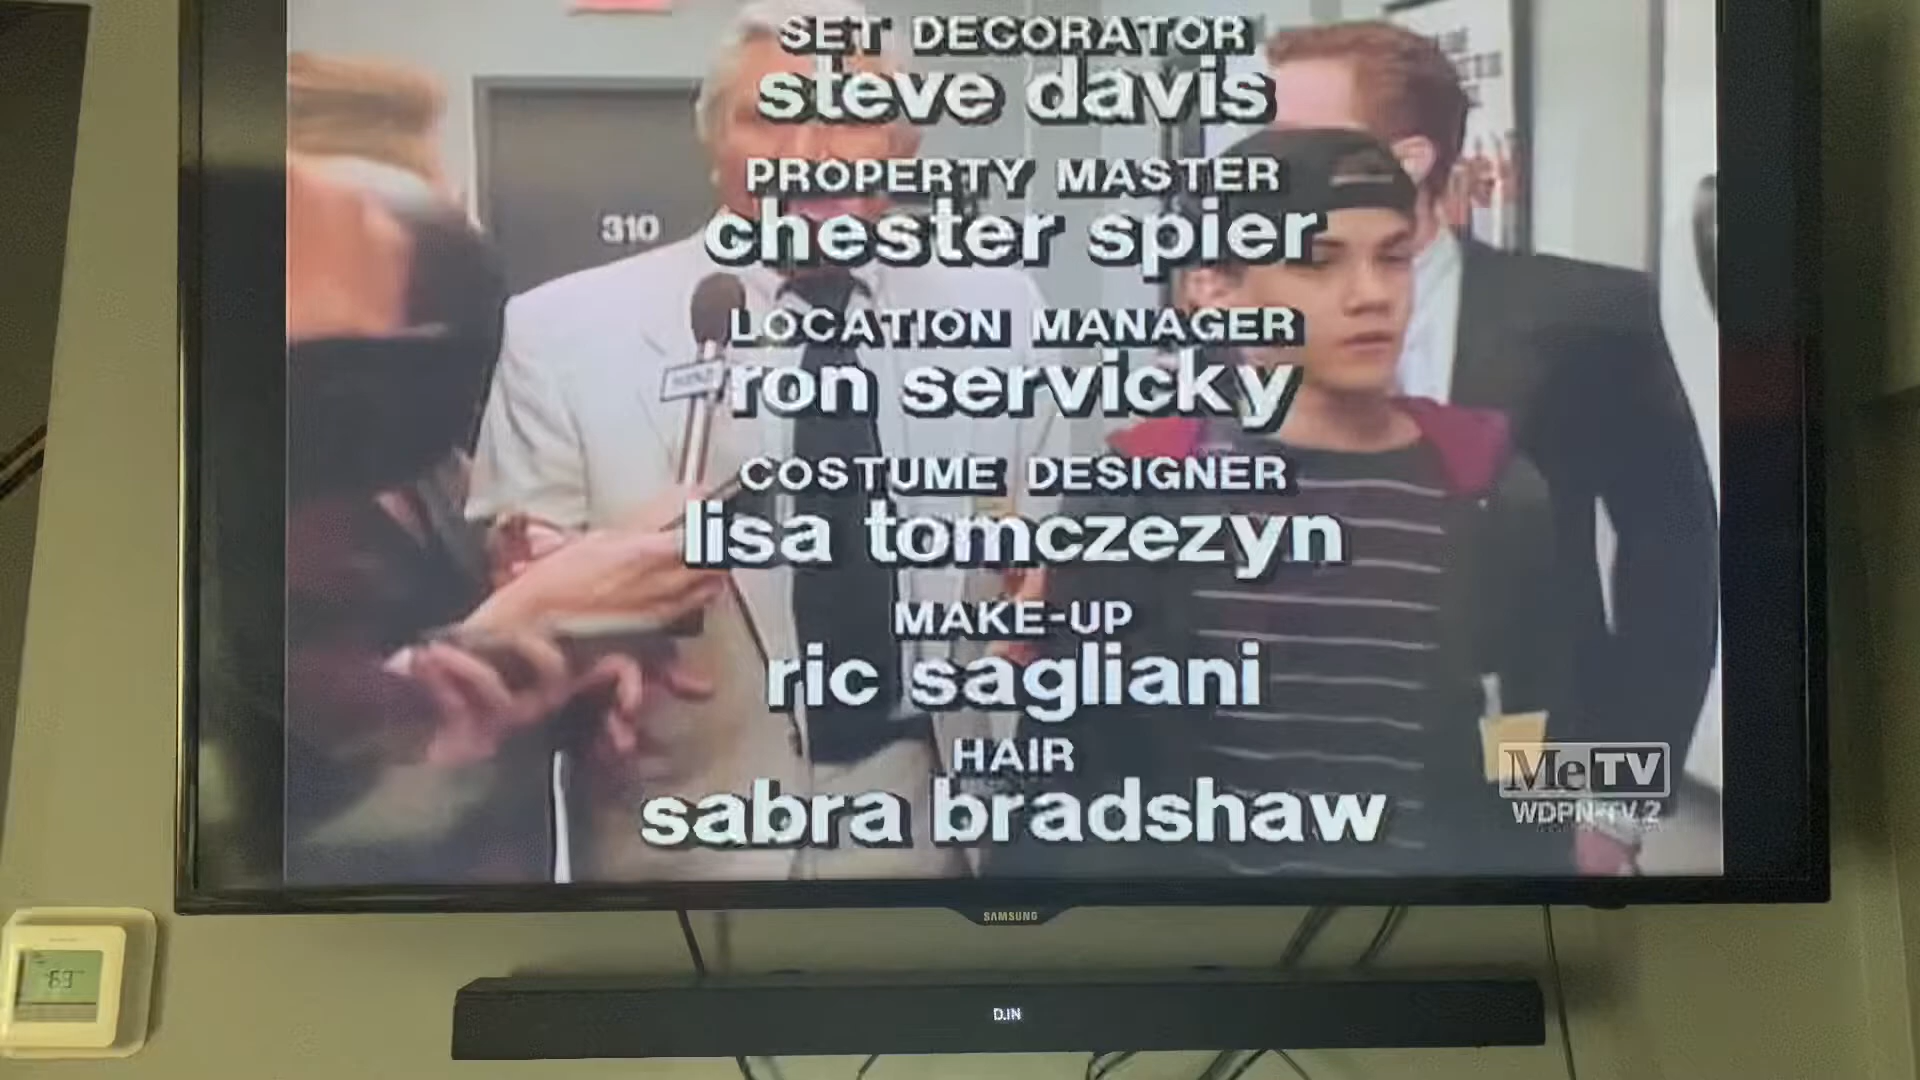 SET DECORATOR
steve davis
PROPERTY MASTER
chester spier
310
LOCATION MANAGER
ron servicky
COSTUME DESIGNER
lisa tomczezyn
MAKE-UP
ric sagliani
HAIR
sabra bradshaw
MeTV
WDPN-TV 2
SAMSUNG
69
D.IN